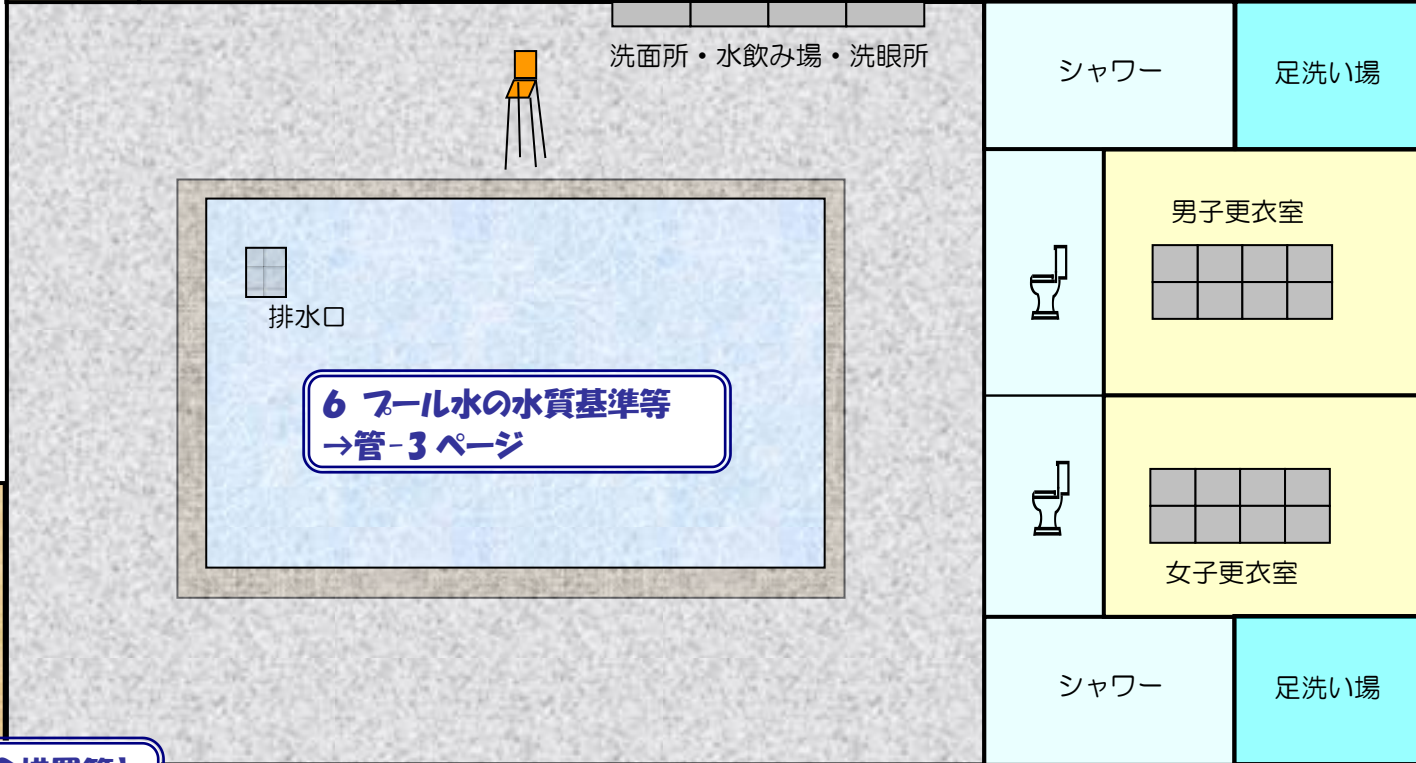 洗面所・水飲み場・洗眼所
シャワー
足洗い場
男子更衣室
排水口
6 プール水の水質基準等
→管-3 ページ
女子更衣室
シャワー
足洗い場